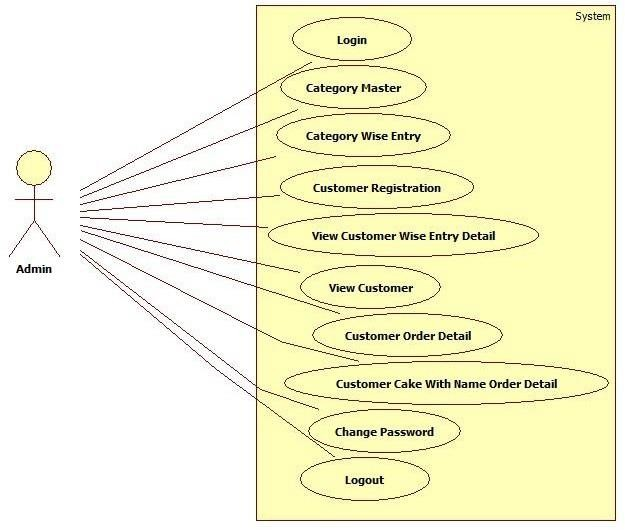 System
Login
Category Master
Category Wise Entry
Customer Registration
View Customer Wise Entry Detail
Admin
View Customer
Customer Order Detail
Customer Cake With Name Order Detail
Change Password
Logout